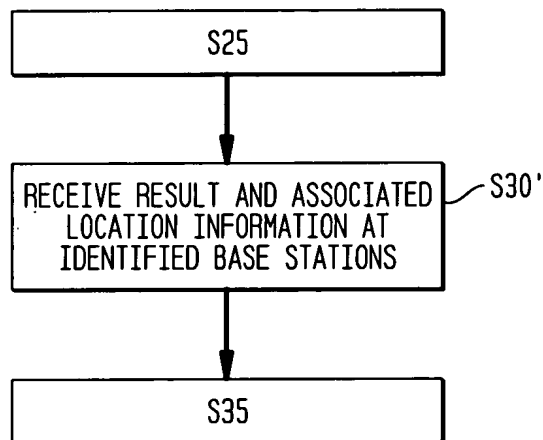 S25
RECEIVE RESULT AND ASSOCIATED
LOCATION INFORMATION AT
IDENTIFIED BASE STATIONS
S30'
S35